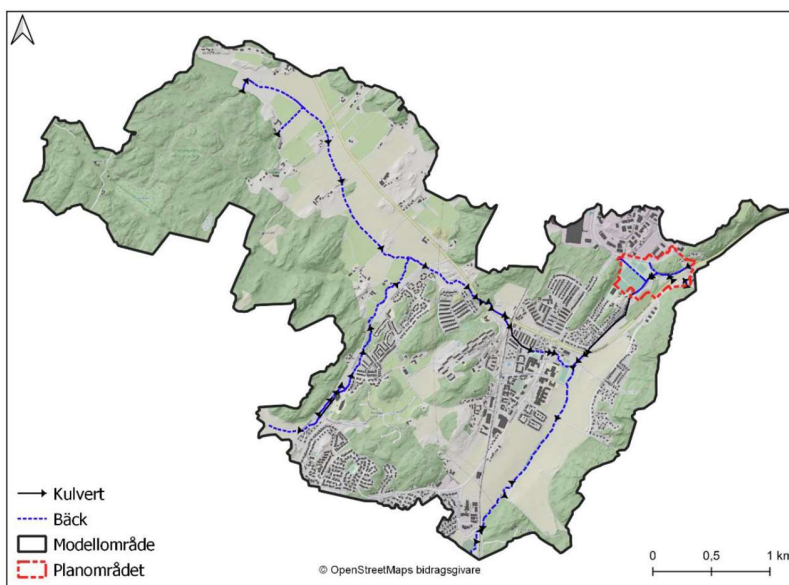 Kulvert
Bäck
Modellområde
Planområdet
© OpenStreetMaps bidragsgivare
0 0,5 1 km